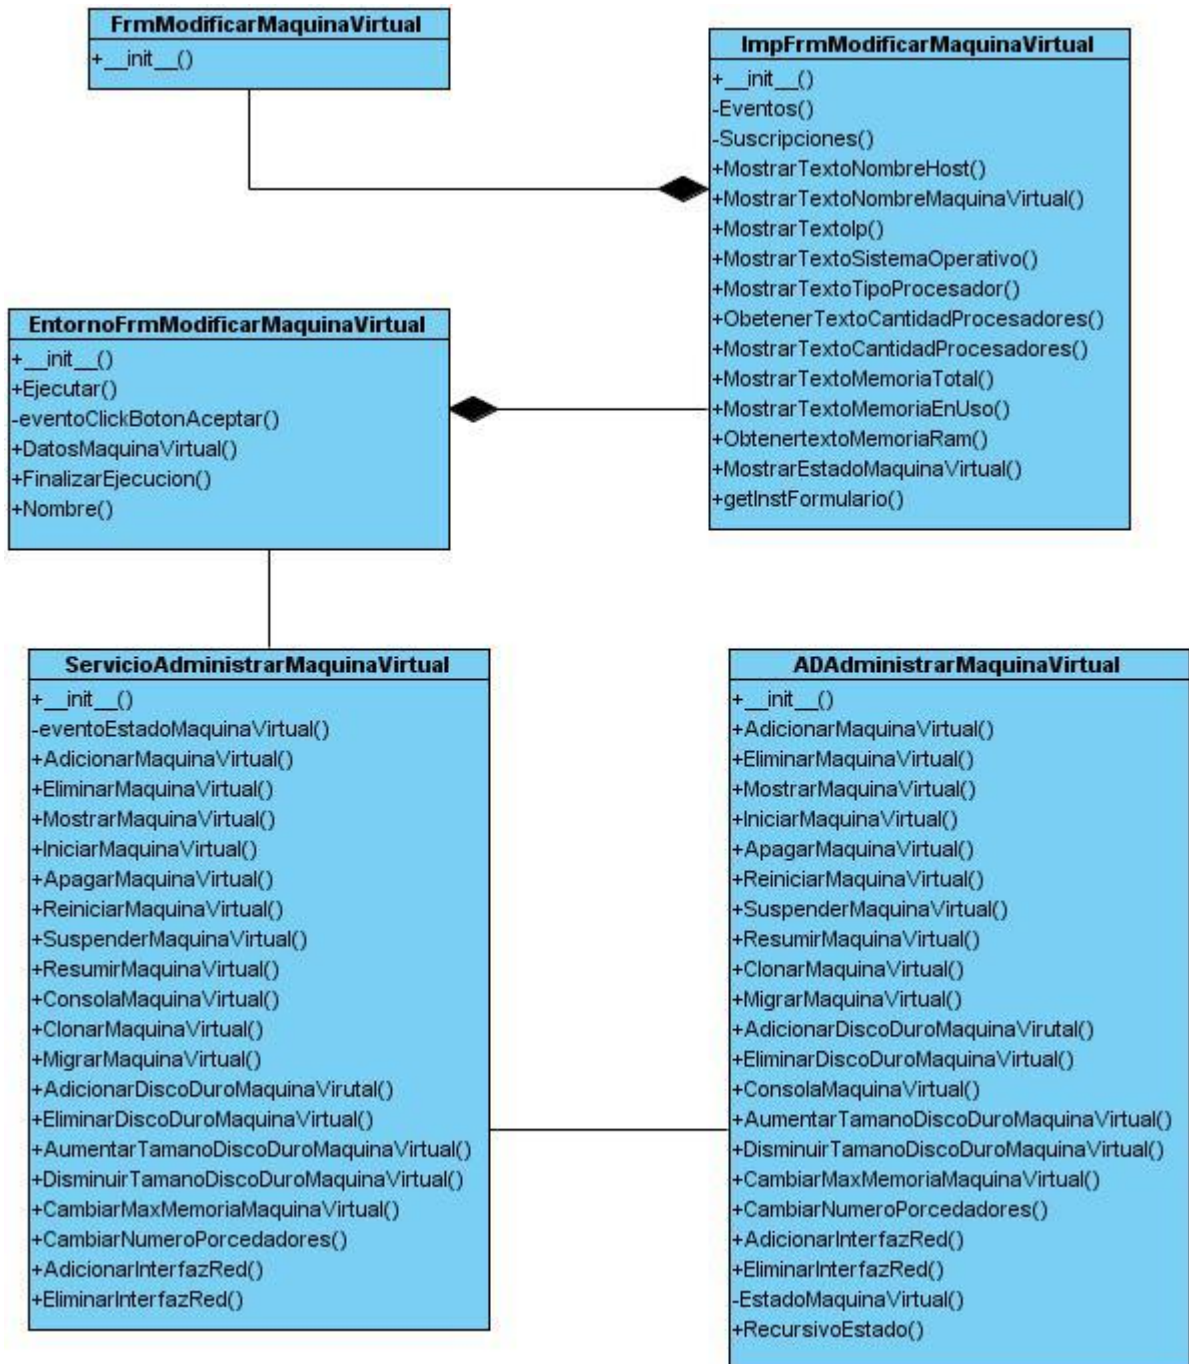 FrmModificarMaquinaVirtual
+__init__()
ImpFrmModificarMaquinaVirtual
+__init__()
-Eventos()
-Suscripciones()
+MostrarTextoNombreHost()
+MostrarTextoNombreMaquinaVirtual()
+MostrarTextoIp()
+MostrarTextoSistemaOperativo()
+MostrarTextoTipoProcesador()
+ObetenerTextoCantidadProcesadores()
+MostrarTextoCantidadProcesadores()
+MostrarTextoMemoriaTotal()
+MostrarTextoMemoriaEnUso()
+ObtenertextoMemoriaRam()
+MostrarEstadoMaquinaVirtual()
+getInstFormulario()
EntornoFrmModificarMaquinaVirtual
+__init__()
+Ejecutar()
-eventoClickBotonAceptar()
+DatosMaquinaVirtual()
+FinalizarEjecucion()
+Nombre()
ServicioAdministrarMaquinaVirtual
+__init__()
-eventoEstadoMaquinaVirtual()
+AdicionarMaquinaVirtual()
+EliminarMaquinaVirtual()
+MostrarMaquinaVirtual()
+IniciarMaquinaVirtual()
+ApagarMaquinaVirtual()
+ReiniciarMaquinaVirtual()
+SuspenderMaquinaVirtual()
+ResumirMaquinaVirtual()
+ConsolaMaquinaVirtual()
+ClonarMaquinaVirtual()
+MigrarMaquinaVirtual()
+AdicionarDiscoDuroMaquinaVirutal()
+EliminarDiscoDuroMaquinaVirtual()
+AumentarTamanoDiscoDuroMaquinaVirtual()
+DisminuirTamanoDiscoDuroMaquinaVirtual()
+CambiarMaxMemoriaMaquinaVirtual()
+CambiarNumeroPorcedadores()
+AdicionarInterfazRed()
+EliminarInterfazRed()
ADAdministrarMaquinaVirtual
+__init__()
+AdicionarMaquinaVirtual()
+EliminarMaquinaVirtual()
+MostrarMaquinaVirtual()
+IniciarMaquinaVirtual()
+ApagarMaquinaVirtual()
+ReiniciarMaquinaVirtual()
+SuspenderMaquinaVirtual()
+ResumirMaquinaVirtual()
+ClonarMaquinaVirtual()
+MigrarMaquinaVirtual()
+AdicionarDiscoDuroMaquinaVirutal()
+EliminarDiscoDuroMaquinaVirtual()
+ConsolaMaquinaVirtual()
+AumentarTamanoDiscoDuroMaquinaVirtual()
+DisminuirTamanoDiscoDuroMaquinaVirtual()
+CambiarMaxMemoriaMaquinaVirtual()
+CambiarNumeroPorcedadores()
+AdicionarInterfazRed()
+EliminarInterfazRed()
-EstadoMaquinaVirtual()
+RecursivoEstado()